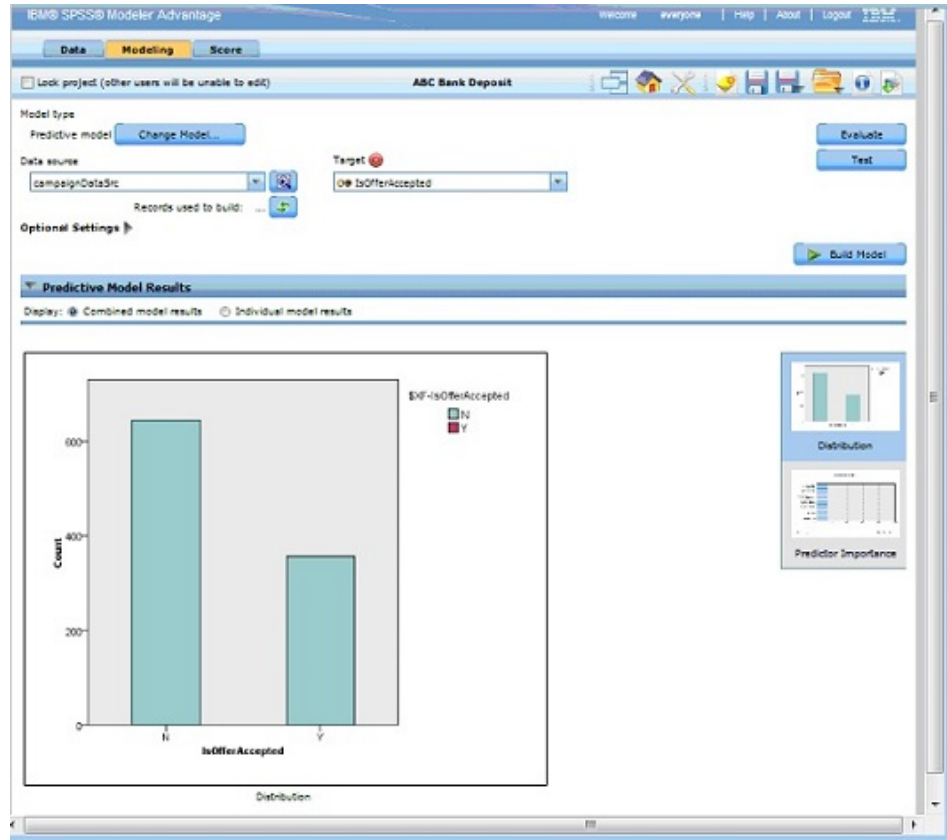 IBM® SPSS® Modeler Advantage
Welcome everyone | Help | About | Logout IBM.
Data Modeling Score
Lock project (other users will be unable to edit) ABC Bank Deposit
Model type
Predictive model Change Model... Evaluate
Data source Target Test
campaignDataSrc IsOfferAccepted
Records used to build: ...
Optional Settings
Build Model
Predictive Model Results
Display: Combined model results Individual model results
$XF-IsOfferAccepted
N
Y
600
400
200
0
Count
N Y
IsOfferAccepted
Distribution
Distribution
Predictor Importance